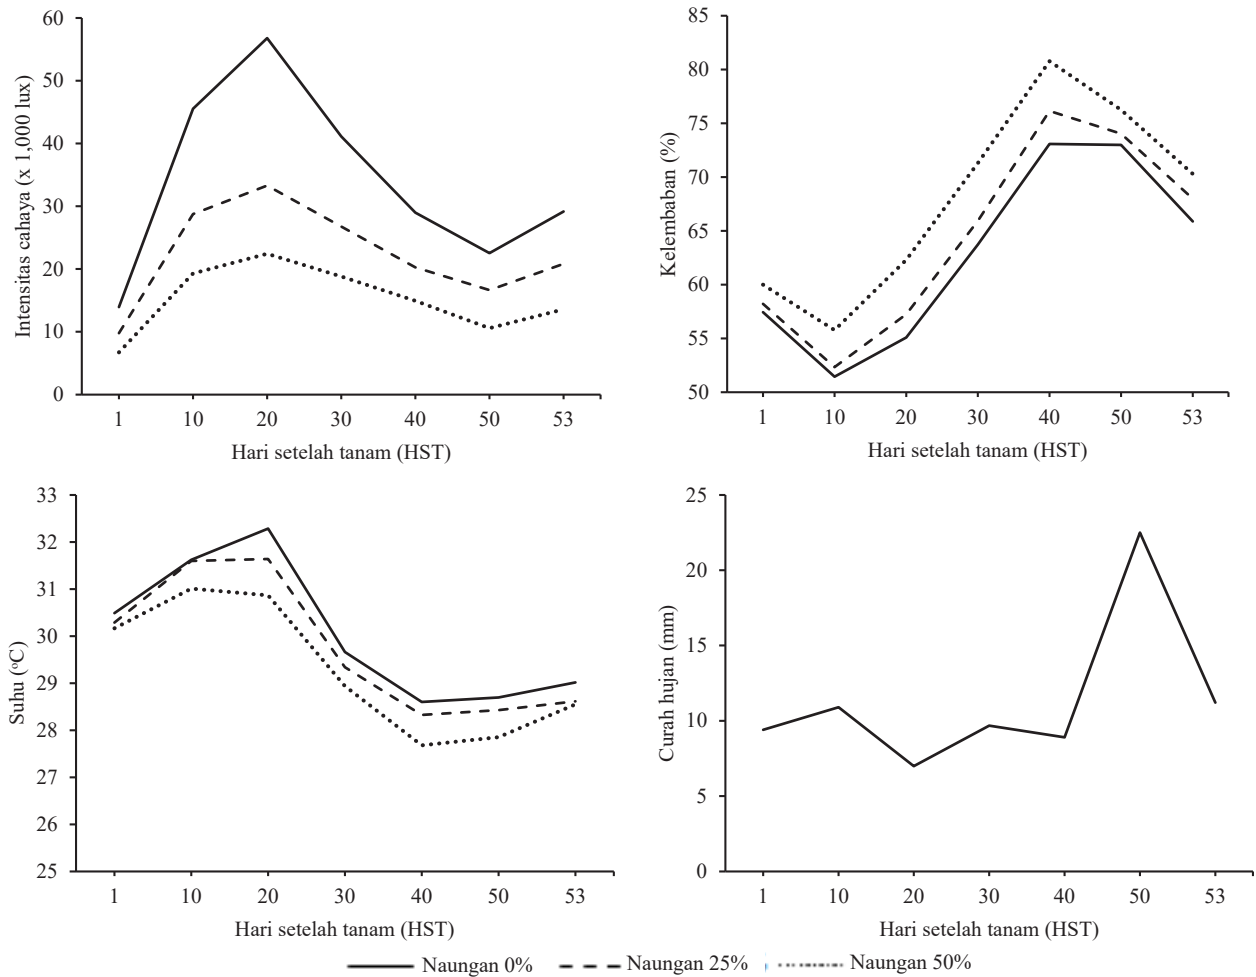 60
50
40
30
20
10
0
Intensitas cahaya (x 1,000 lux)
1 10 20 30 40 50 53
Hari setelah tanam (HST)
85
80
75
70
65
60
55
50
Kelembaban (%)
1 10 20 30 40 50 53
Hari setelah tanam (HST)
33
32
31
30
29
28
27
26
25
Suhu (°C)
1 10 20 30 40 50 53
Hari setelah tanam (HST)
25
20
15
10
5
0
Curah hujan (mm)
1 10 20 30 40 50 53
Hari setelah tanam (HST)
Naungan 0% Naungan 25% Naungan 50%